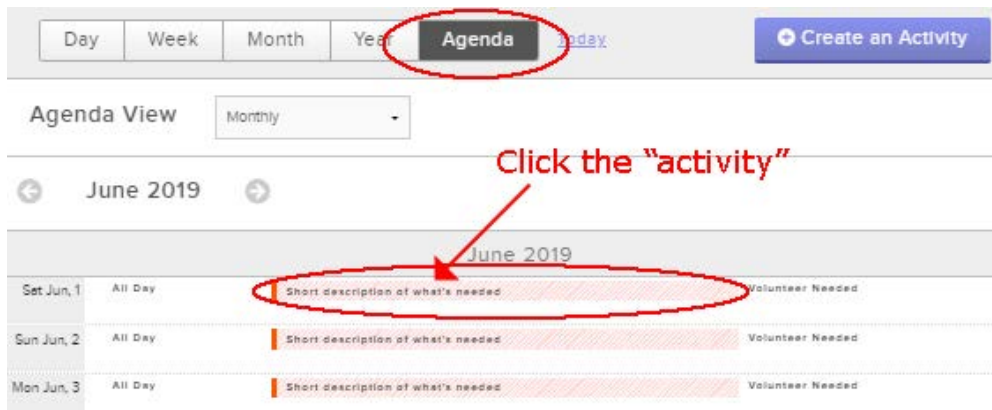 Day Week Month Year Agenda Today Create an Activity
Agenda View Monthly
Click the "activity"
June 2019
June 2019
Sat Jun, 1 All Day Short description of what's needed Volunteer Needed
Sun Jun, 2 All Day Short description of what's needed Volunteer Needed
Mon Jun, 3 All Day Short description of what's needed Volunteer Needed